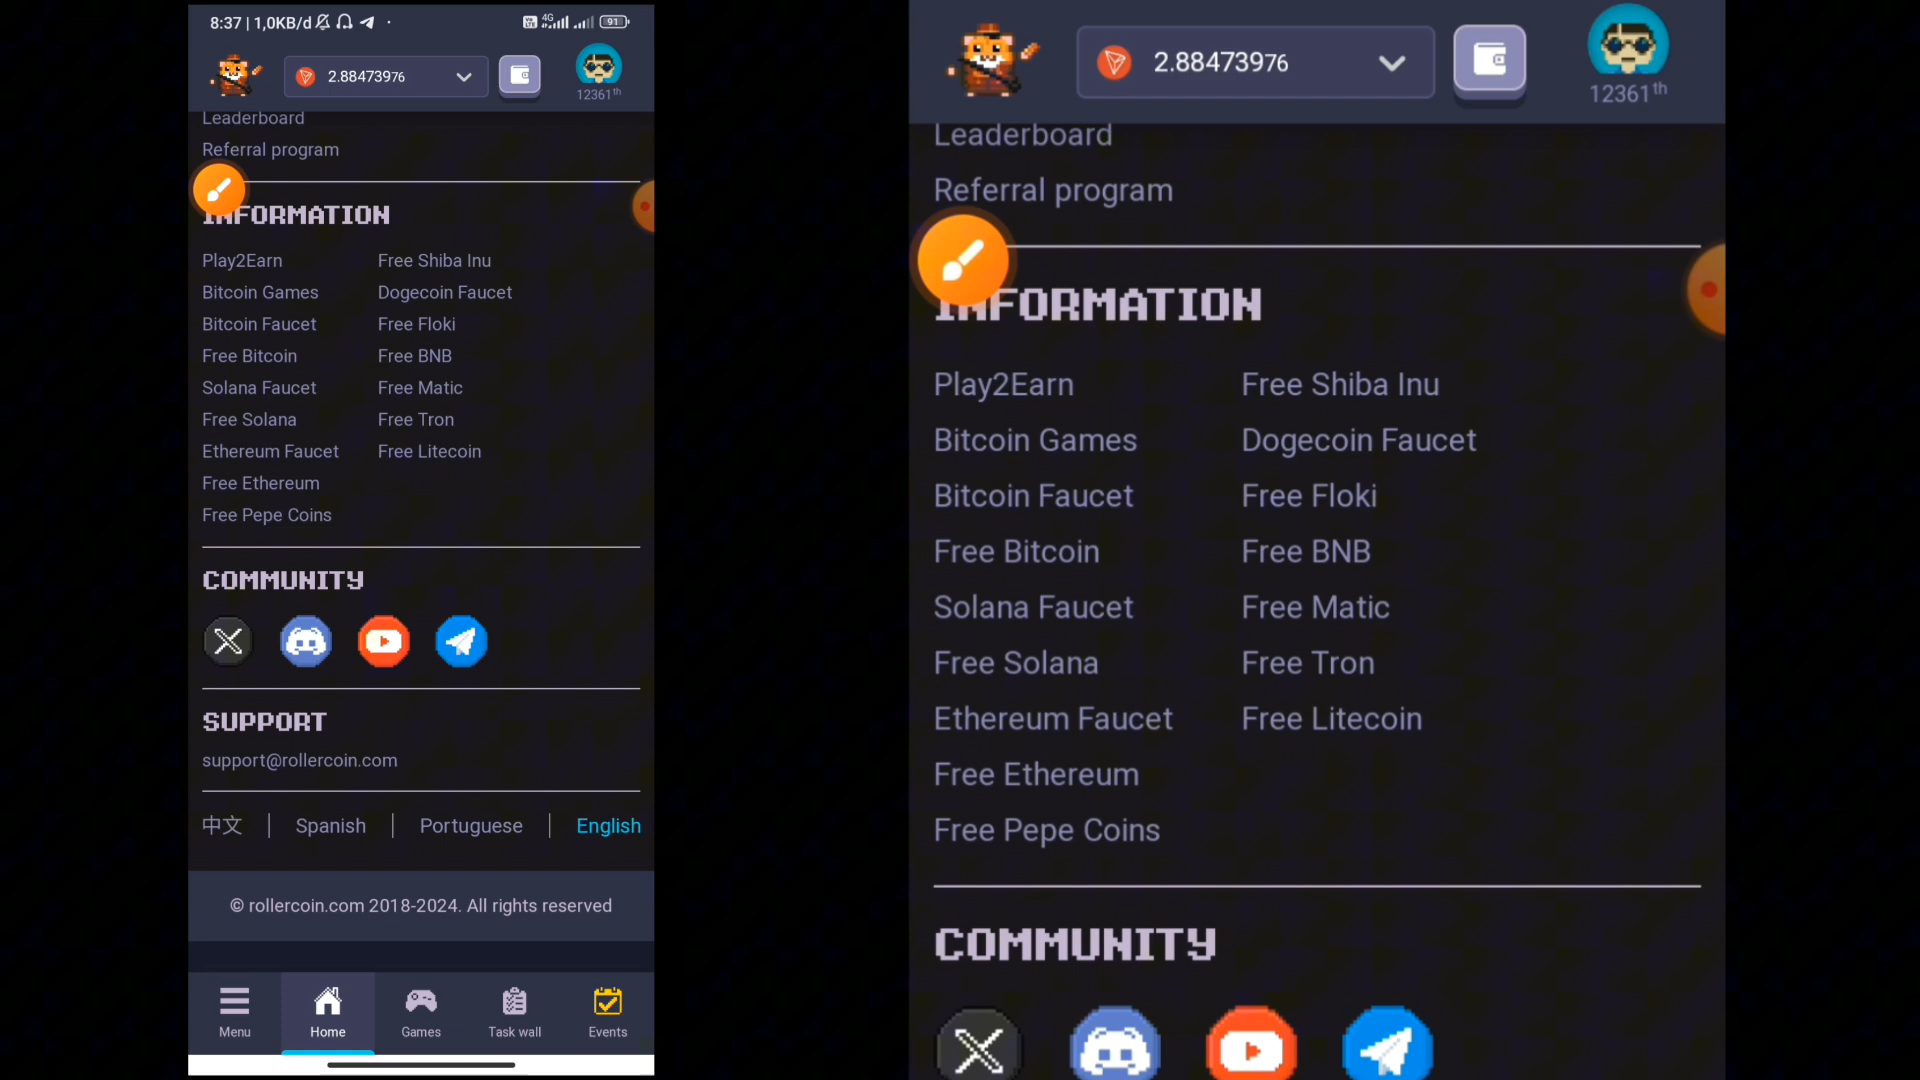 8:37 | 1,0KB/d
4G
91
2.88473976
12361th
Leaderboard
Referral program
INFORMATION
Play2Earn Free Shiba Inu
Bitcoin Games Dogecoin Faucet
Bitcoin Faucet Free Floki
Free Bitcoin Free BNB
Solana Faucet Free Matic
Free Solana Free Tron
Ethereum Faucet Free Litecoin
Free Ethereum
Free Pepe Coins
COMMUNITY
SUPPORT
support@rollercoin.com
中文 | Spanish | Portuguese | English
© rollercoin.com 2018-2024. All rights reserved
Menu Home Games Task wall Events
2.88473976
12361th
Leaderboard
Referral program
INFORMATION
Play2Earn Free Shiba Inu
Bitcoin Games Dogecoin Faucet
Bitcoin Faucet Free Floki
Free Bitcoin Free BNB
Solana Faucet Free Matic
Free Solana Free Tron
Ethereum Faucet Free Litecoin
Free Ethereum
Free Pepe Coins
COMMUNITY